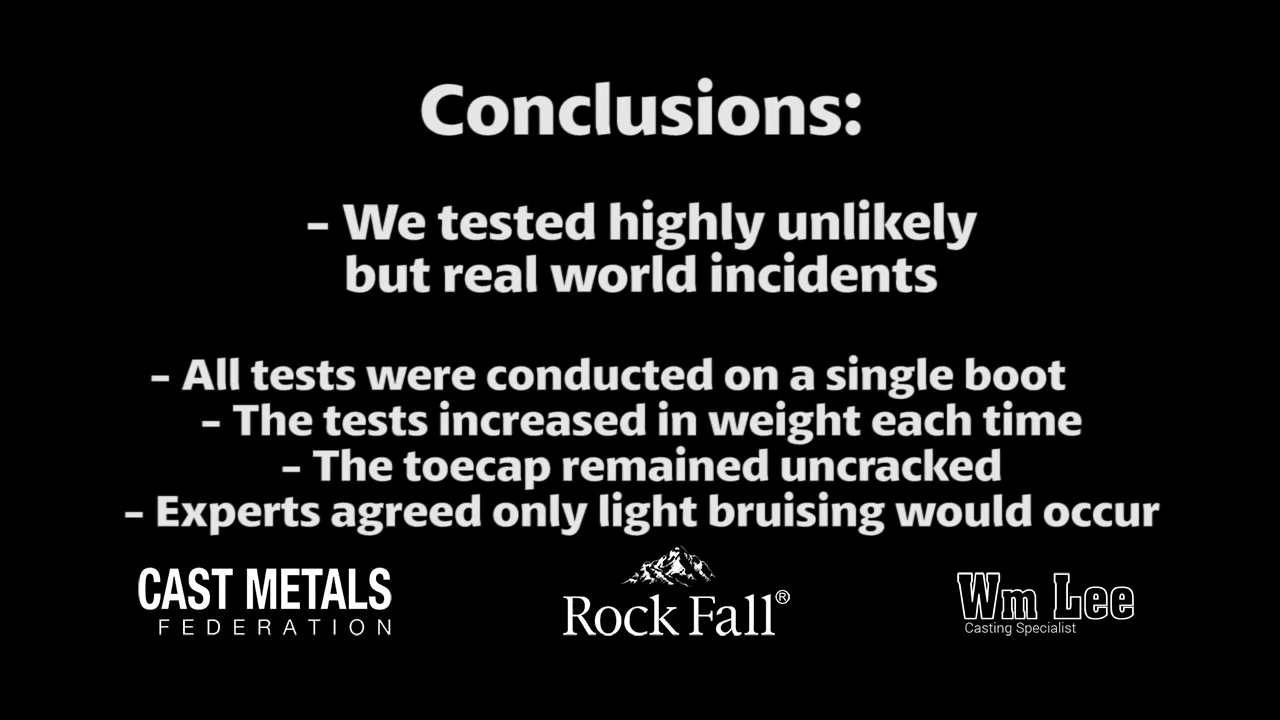 Conclusions:
- We tested highly unlikely
but real world incidents
- All tests were conducted on a single boot
- The tests increased in weight each time
- The toecap remained uncracked
- Experts agreed only light bruising would occur
CAST METALS
FEDERATION
Rock Fall®
Wm Lee
Casting Specialist